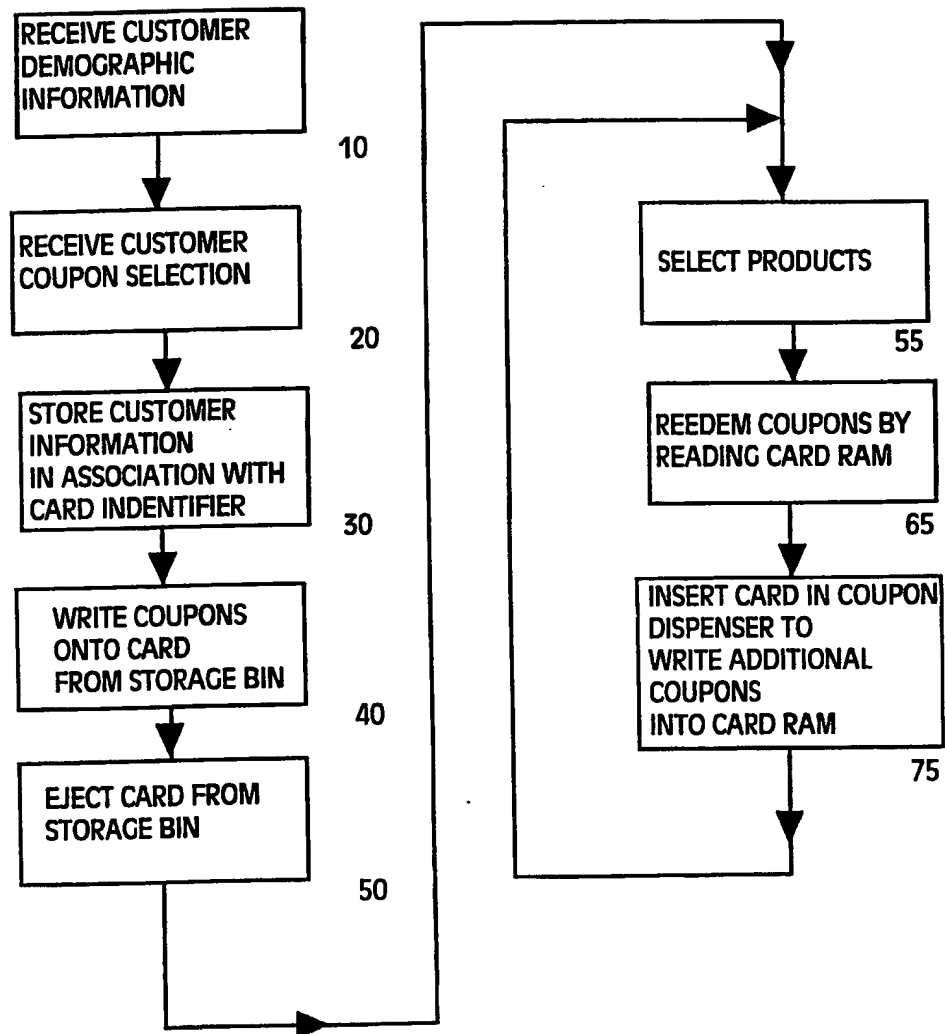 RECEIVE CUSTOMER
DEMOGRAPHIC
INFORMATION
10
RECEIVE CUSTOMER
COUPON SELECTION
20
STORE CUSTOMER
INFORMATION
IN ASSOCIATION WITH
CARD INDENTIFIER
30
WRITE COUPONS
ONTO CARD
FROM STORAGE BIN
40
EJECT CARD FROM
STORAGE BIN
50
SELECT PRODUCTS
55
REEDEM COUPONS BY
READING CARD RAM
65
INSERT CARD IN COUPON
DISPENSER TO
WRITE ADDITIONAL
COUPONS
INTO CARD RAM
75